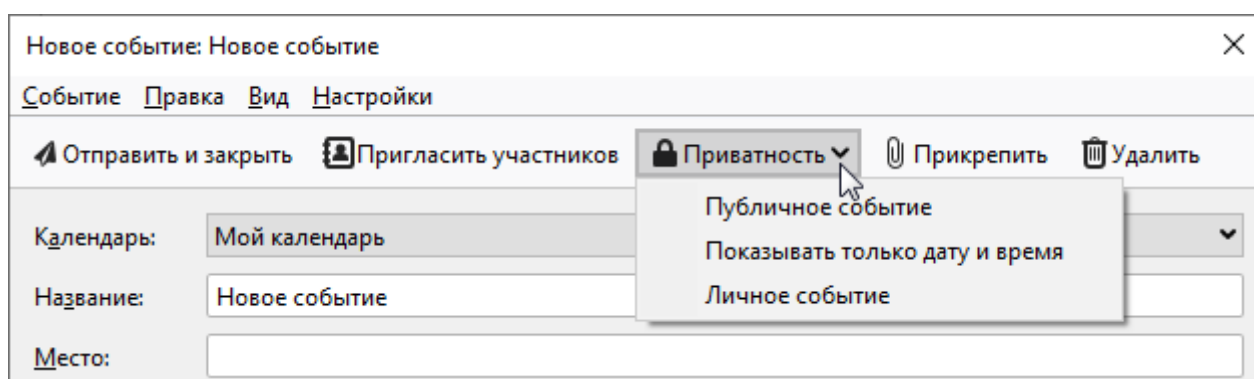 Новое событие: Новое событие
Событие Правка Вид Настройки
Отправить и закрыть Пригласить участников Приватность Прикрепить Удалить
Публичное событие
Календарь: Мой календарь
Показывать только дату и время
Название: Новое событие
Личное событие
Место: